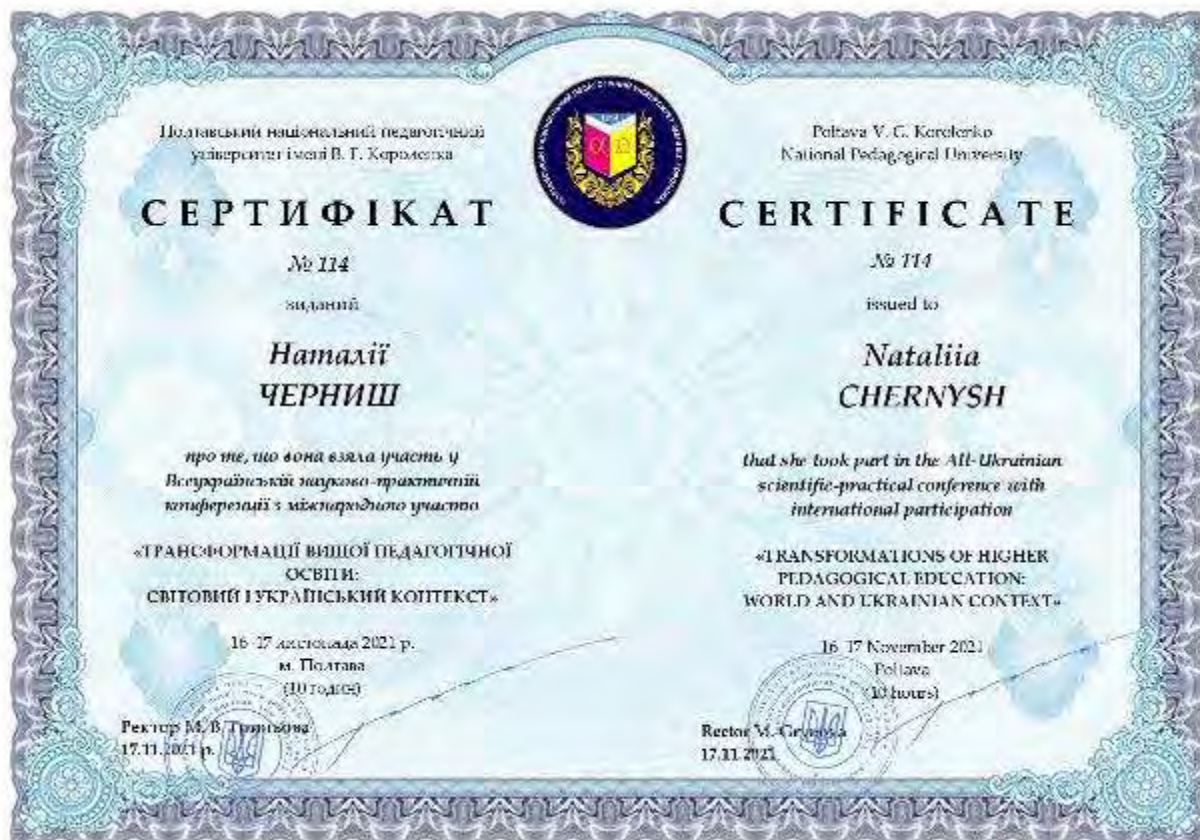 Полтавський національний педагогічний
університет імені В. Г. Короленка
СЕРТИФІКАТ
№ 114
виданий
Наталії
ЧЕРНИШ
про те, що вона взяла участь у
Всеукраїнській науково-практичній
конференції з міжнародною участю
«ТРАНСФОРМАЦІЇ ВИЩОЇ ПЕДАГОГІЧНОЇ
ОСВІТИ:
СВІТОВИЙ І УКРАЇНСЬКИЙ КОНТЕКСТ»
16-17 листопада 2021 р.
м. Полтава
(10 годин)
Ректор М. В. Гриньова
17.11.2021 р.
Poltava V. G. Korolenko
National Pedagogical University
CERTIFICATE
№ 114
issued to
Nataliia
CHERNYSH
that she took part in the All-Ukrainian
scientific-practical conference with
international participation
«TRANSFORMATIONS OF HIGHER
PEDAGOGICAL EDUCATION:
WORLD AND UKRAINIAN CONTEXT»
16-17 November 2021
Poltava
(10 hours)
Rector M. Grynova
17.11.2021